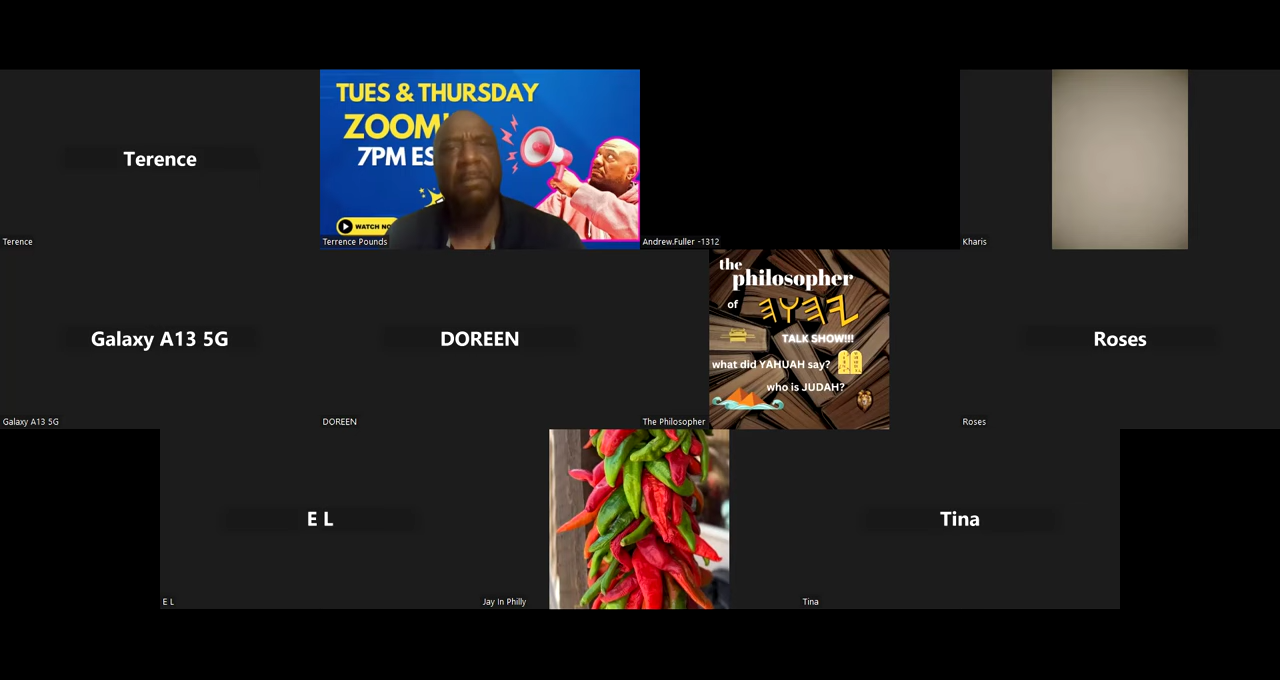 Terence
Terence
TUES & THURSDAY
ZOOM
7PM ES
WATCH NO
Terrence Pounds
Andrew.Fuller -1312
Kharis
Galaxy A13 5G
Galaxy A13 5G
DOREEN
DOREEN
the
philosopher
of
TALK SHOW!!!
what did YAHUAH say?
who is JUDAH?
The Philosopher
Roses
Roses
E L
E L
Jay In Philly
Tina
Tina